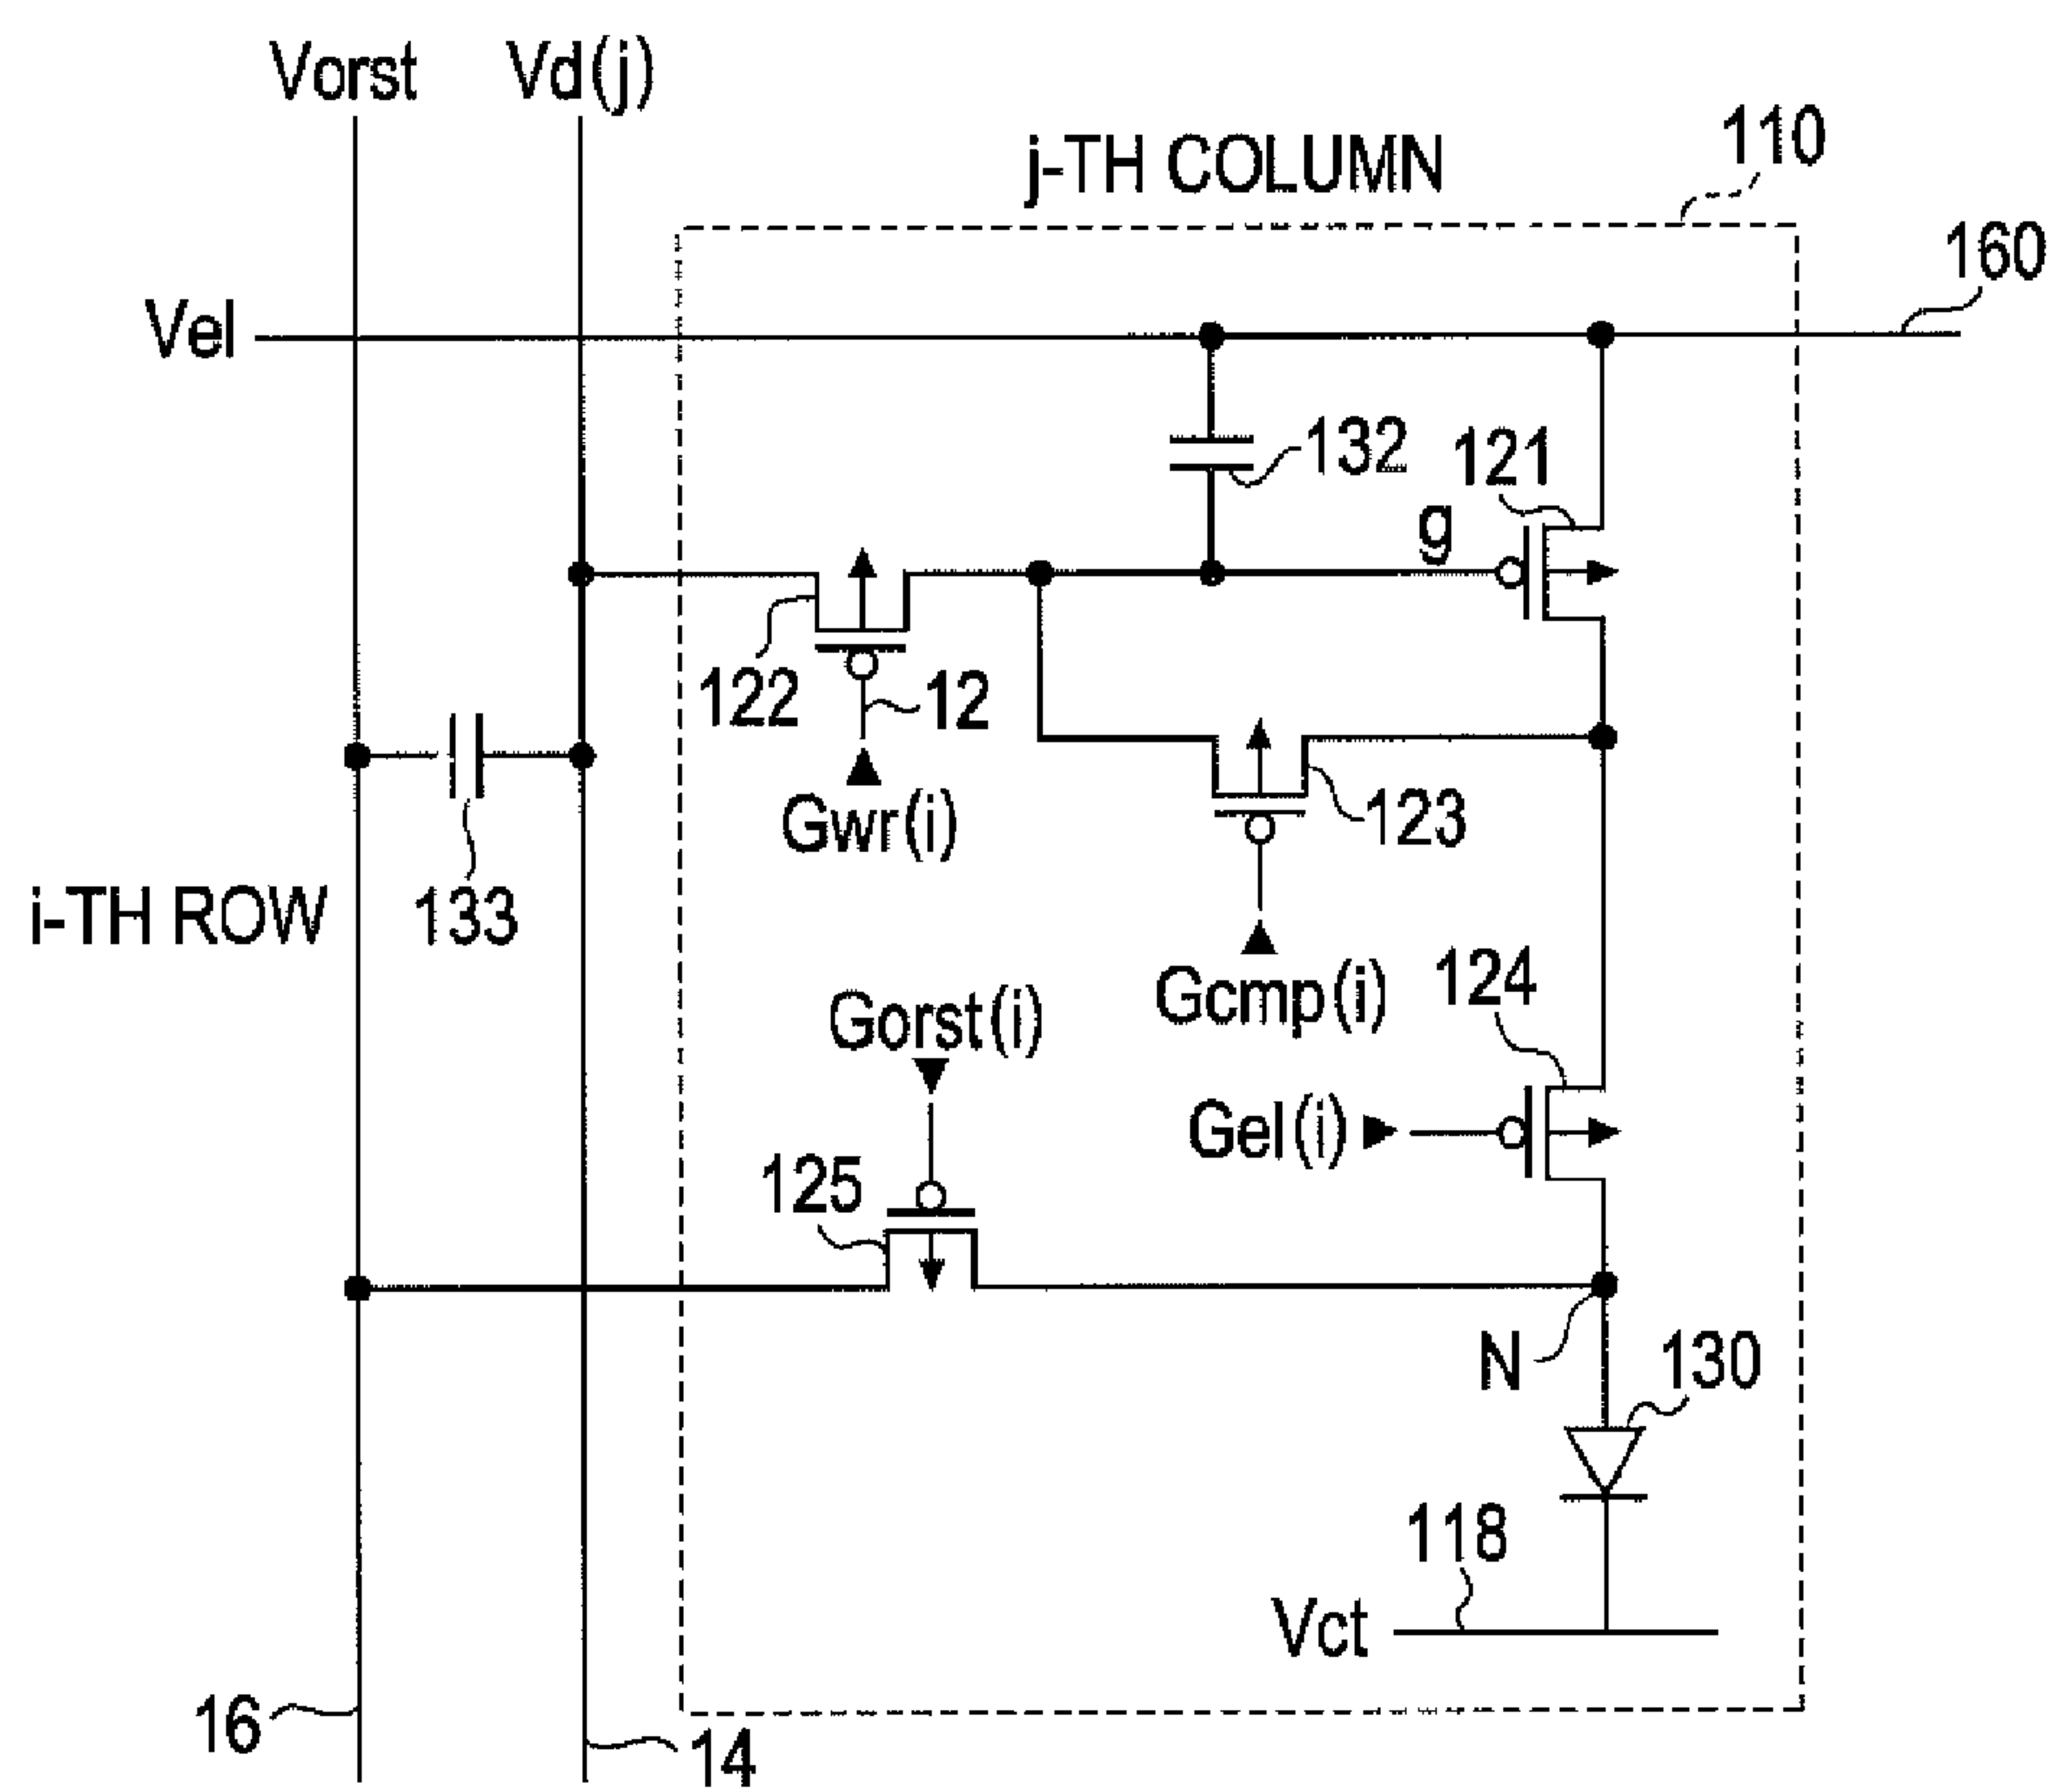 Vorst
Vd(j)
j-TH COLUMN
110
160
Vel
132
121
g
122
12
Gwr(i)
123
i-TH ROW
133
Gcmp(i)
124
Gorst(i)
Gel(i)
125
N
130
118
Vct
16
14